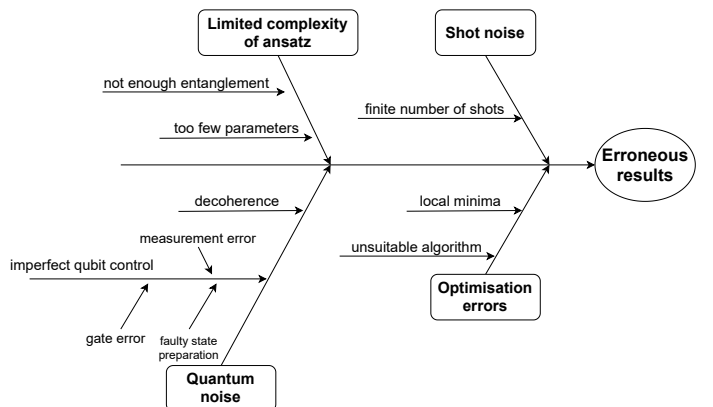 Limited complexity
of ansatz
Shot noise
not enough entanglement
finite number of shots
too few parameters
Erroneous
results
decoherence
local minima
measurement error
unsuitable algorithm
imperfect qubit control
Optimisation
errors
gate error
faulty state
preparation
Quantum
noise